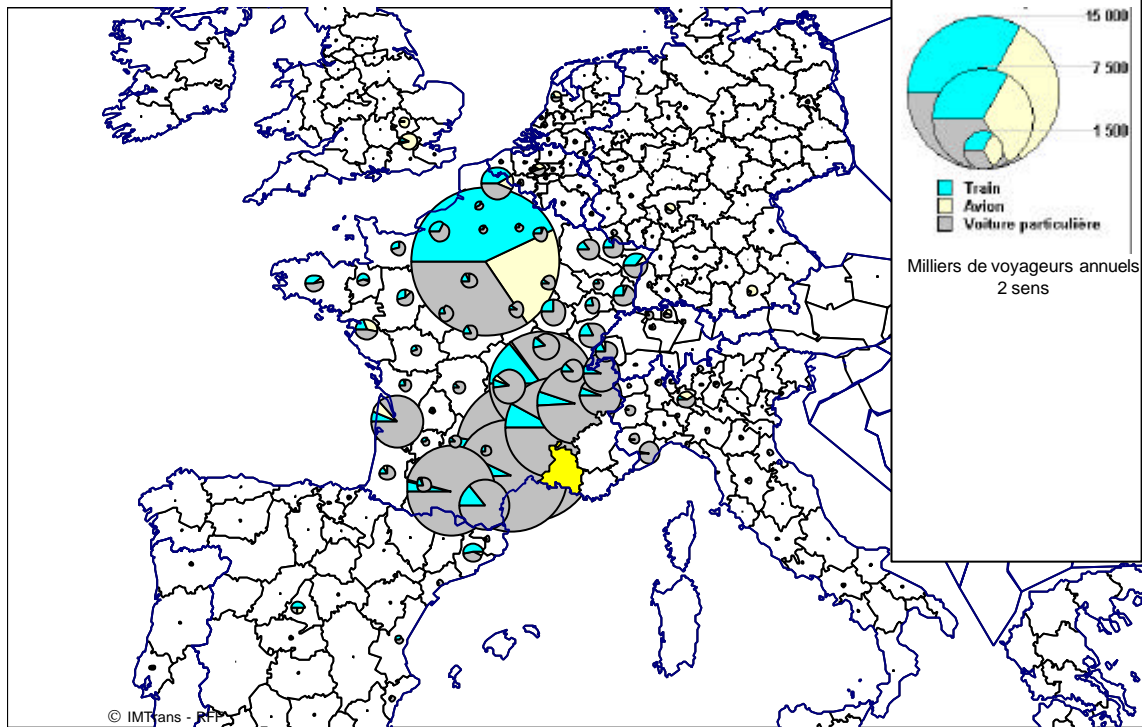 15 000
7 500
1 500
Train
Avion
Voiture particulière
Milliers de voyageurs annuels
2 sens
© IMTrans - RFF